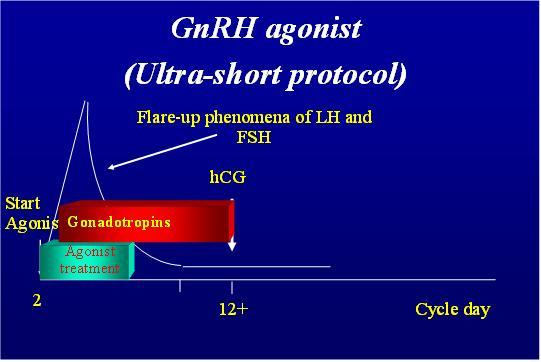 GnRH agonist
(Ultra-short protocol)
Flare-up phenomena of LH and
FSH
hCG
Start
Agonis
Gonadotropins
Agonist
treatment
2
12+
Cycle day